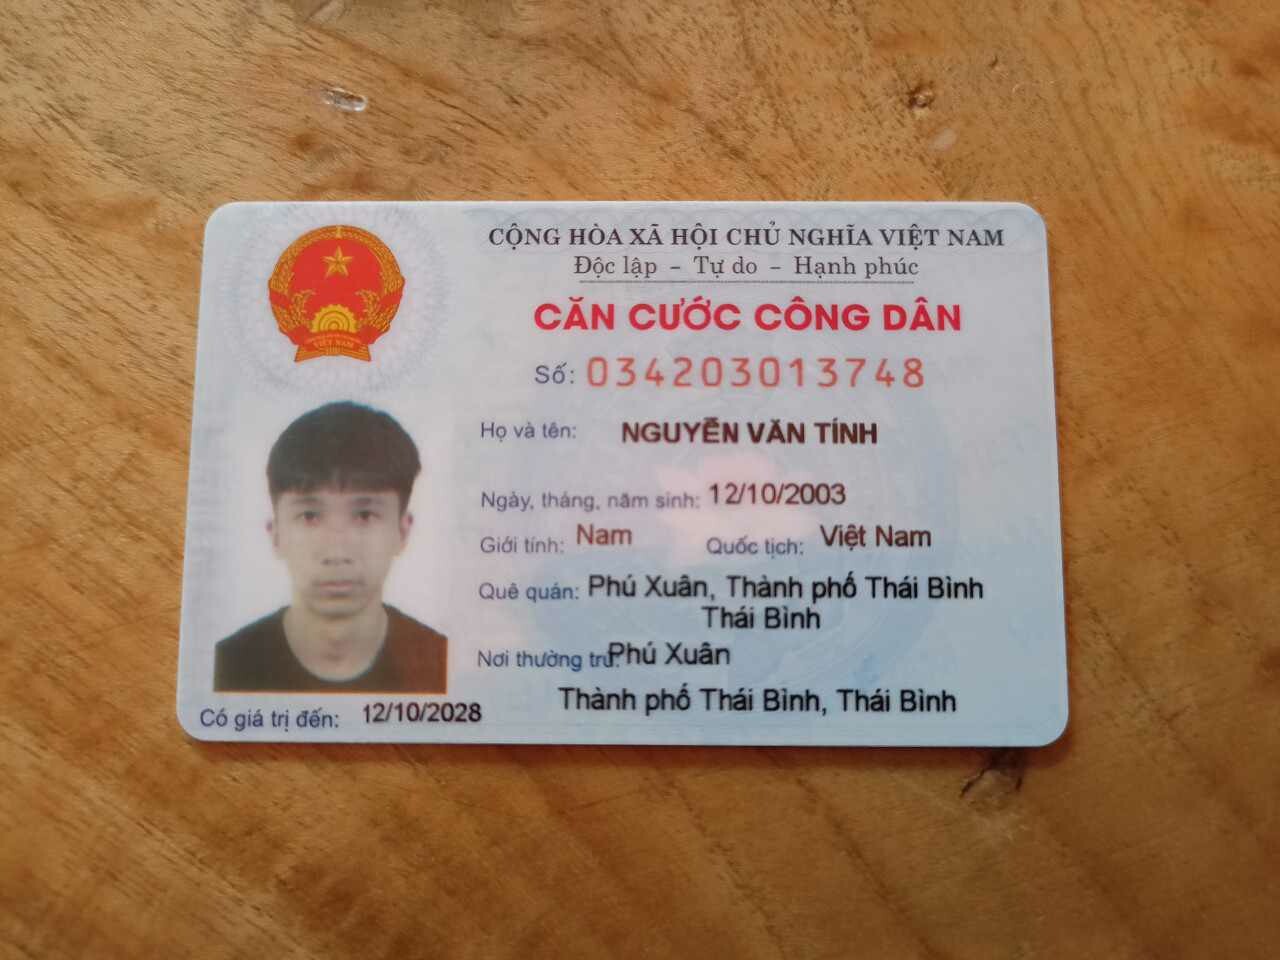 CỘNG HÒA XÃ HỘI CHỦ NGHĨA VIỆT NAM
Độc lập - Tự do - Hạnh phúc
CĂN CƯỚC CÔNG DÂN
Số: 034203013748
Họ và tên: NGUYỄN VĂN TÍNH
Ngày, tháng, năm sinh: 12/10/2003
Giới tính: Nam Quốc tịch: Việt Nam
Quê quán: Phú Xuân, Thành phố Thái Bình
Thái Bình
Nơi thường trú: Phú Xuân
Thành phố Thái Bình, Thái Bình
Có giá trị đến: 12/10/2028
VIỆT NAM